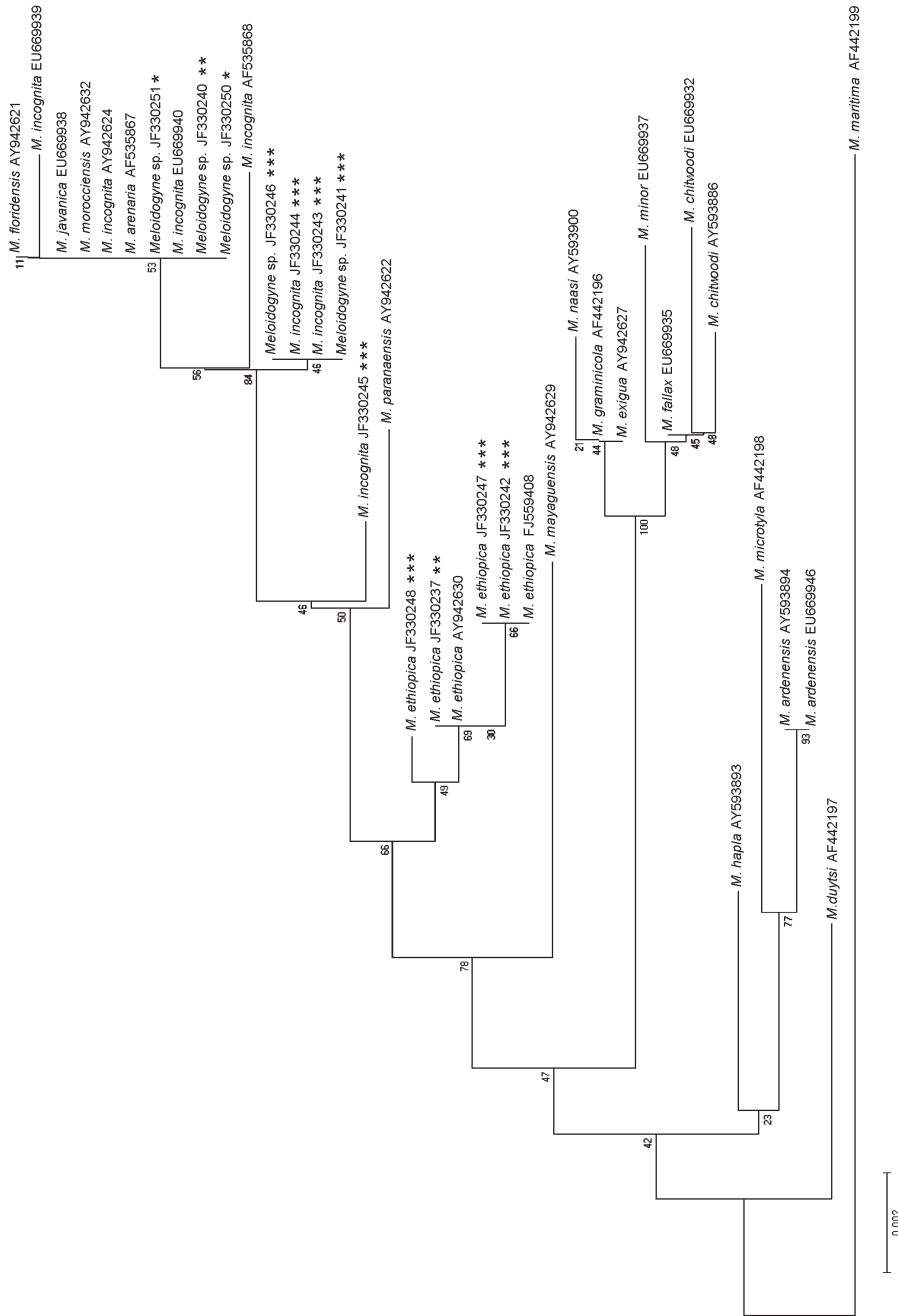 M. floridensis AY942621
11
M. incognita EU669939
M. javanica EU669938
M. morocciensis AY942632
M. incognita AY942624
M. arenaria AF535867
Meloidogyne sp. JF330251 *
53
M. incognita EU669940
Meloidogyne sp. JF330240 **
Meloidogyne sp. JF330250 *
56
M. incognita AF535868
84
Meloidogyne sp. JF330246 ***
M. incognita JF330244 ***
M. incognita JF330243 ***
46
Meloidogyne sp. JF330241 ***
M. incognita JF330245 ***
46
M. paranaensis AY942622
50
M. ethiopica JF330248 ***
M. ethiopica JF330237 **
M. ethiopica AY942630
49
69
M. ethiopica JF330247 ***
30
M. ethiopica JF330242 ***
66
M. ethiopica FJ559408
66
M. mayaguensis AY942629
78
M. naasi AY593900
21
M. graminicola AF442196
44
M. exigua AY942627
100
M. minor EU669937
M. fallax EU669935
48
M. chitwoodi EU669932
45
M. chitwoodi AY593886
48
47
42
M. hapla AY593893
23
M. microtyla AF442198
77
M. ardenensis AY593894
93
M. ardenensis EU669946
M.duytsi AF442197
M. maritima AF442199
0.002